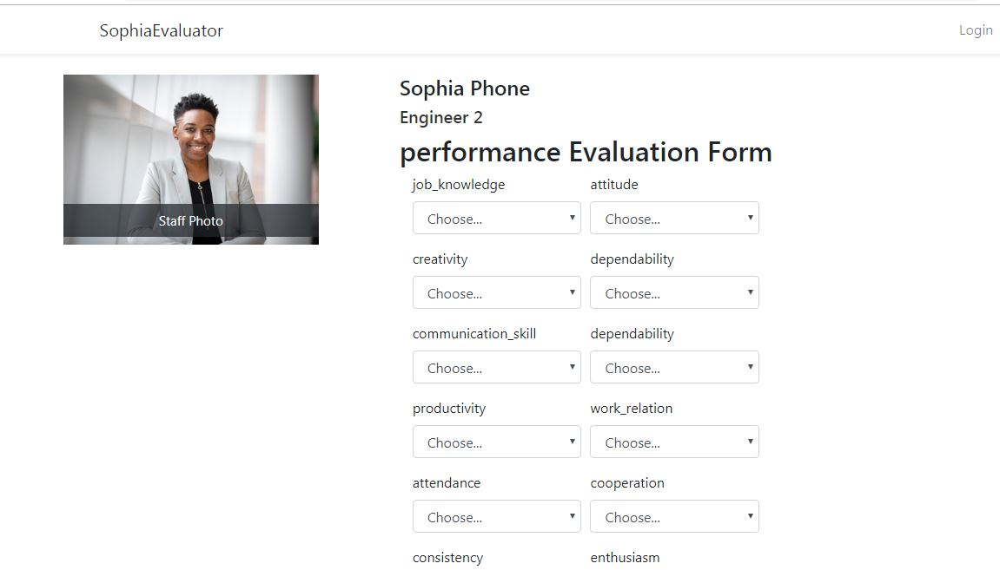 SophiaEvaluator
Login
Staff Photo
Sophia Phone
Engineer 2
performance Evaluation Form
job_knowledge attitude
Choose... Choose...
creativity dependability
Choose... Choose...
communication_skill dependability
Choose... Choose...
productivity work_relation
Choose... Choose...
attendance cooperation
Choose... Choose...
consistency enthusiasm